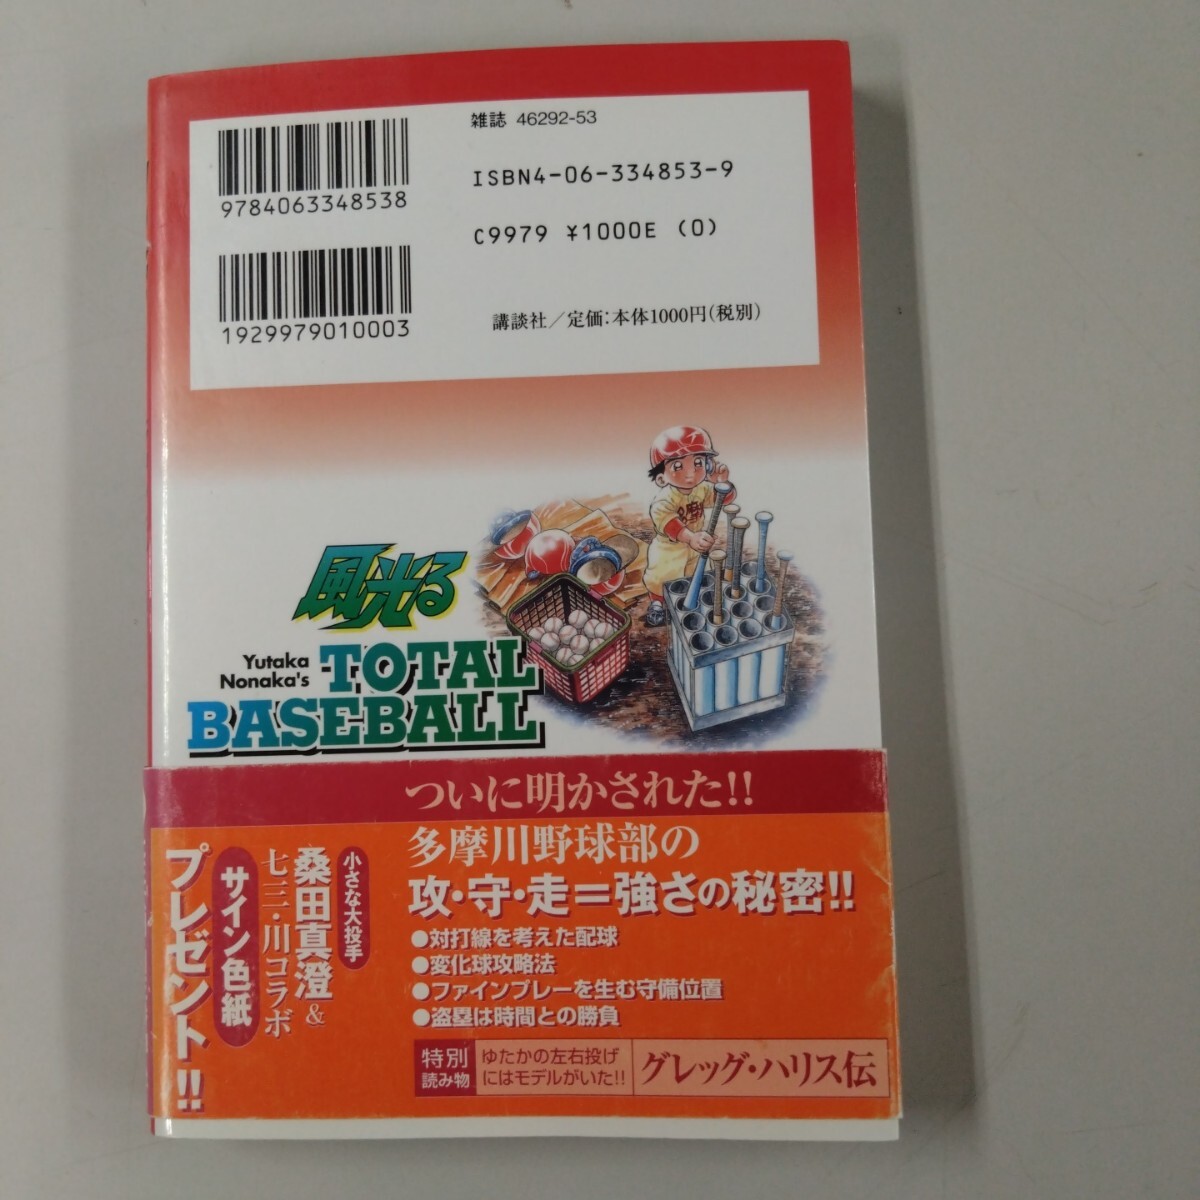 雑誌 46292-53
9784063348538
ISBN4-06-334853-9
C9979 ¥1000E (0)
1929979010003
講談社／定価：本体1000円（税別）
風光る
Yutaka
Nonaka's
TOTAL
BASEBALL
ついに明かされた!!
多摩川野球部の
攻・守・走＝強さの秘密!!
●対打線を考えた配球
●変化球攻略法
●ファインプレーを生む守備位置
●盗塁は時間との勝負
特別
読み物
ゆたかの左右投げ
にはモデルがいた!!
グレッグ・ハリス伝
小さな大投手
桑田真澄&
七三・川コラボ
サイン色紙
プレゼント!!